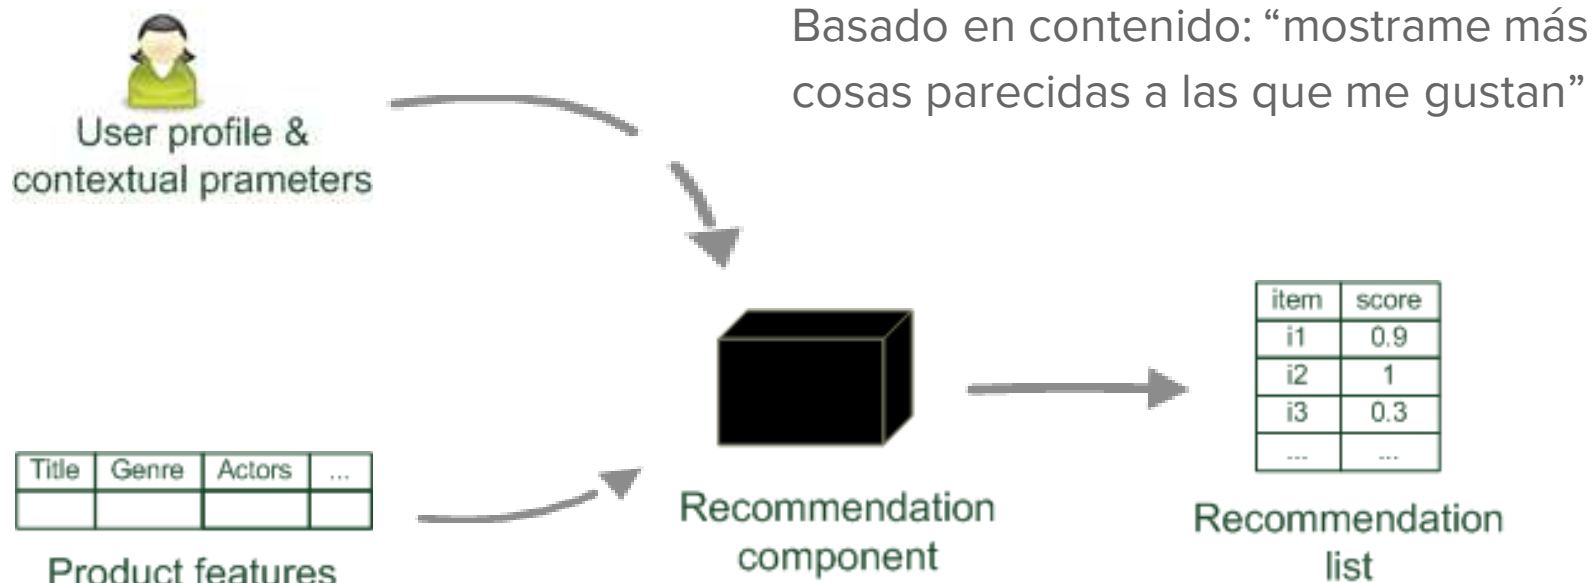 Basado en contenido: “mostrame más
cosas parecidas a las que me gustan”
User profile &
contextual prameters
Title Genre Actors ...
Product features
Recommendation
component
item score
i1 0.9
i2 1
i3 0.3
... ...
Recommendation
list